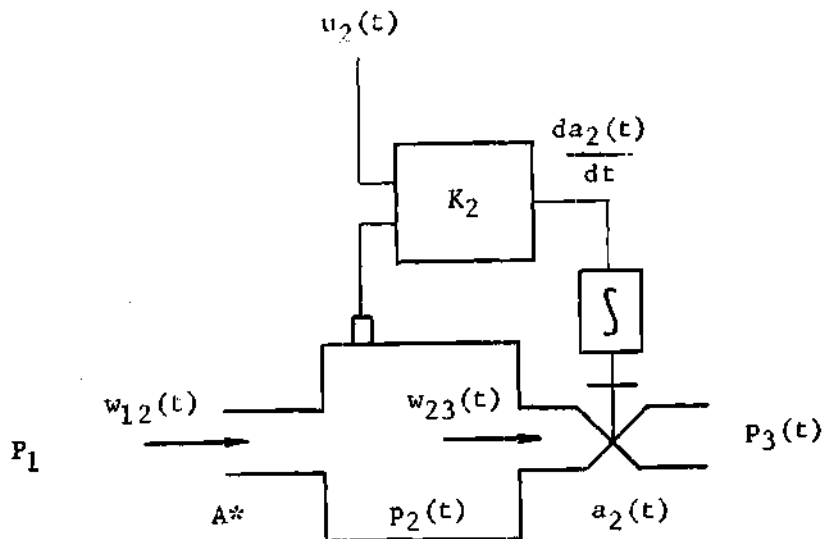 u₂(t)
da₂(t)
dt
K₂
∫
w₁₂(t)
w₂₃(t)
P₁
p₃(t)
A*
p₂(t)
a₂(t)